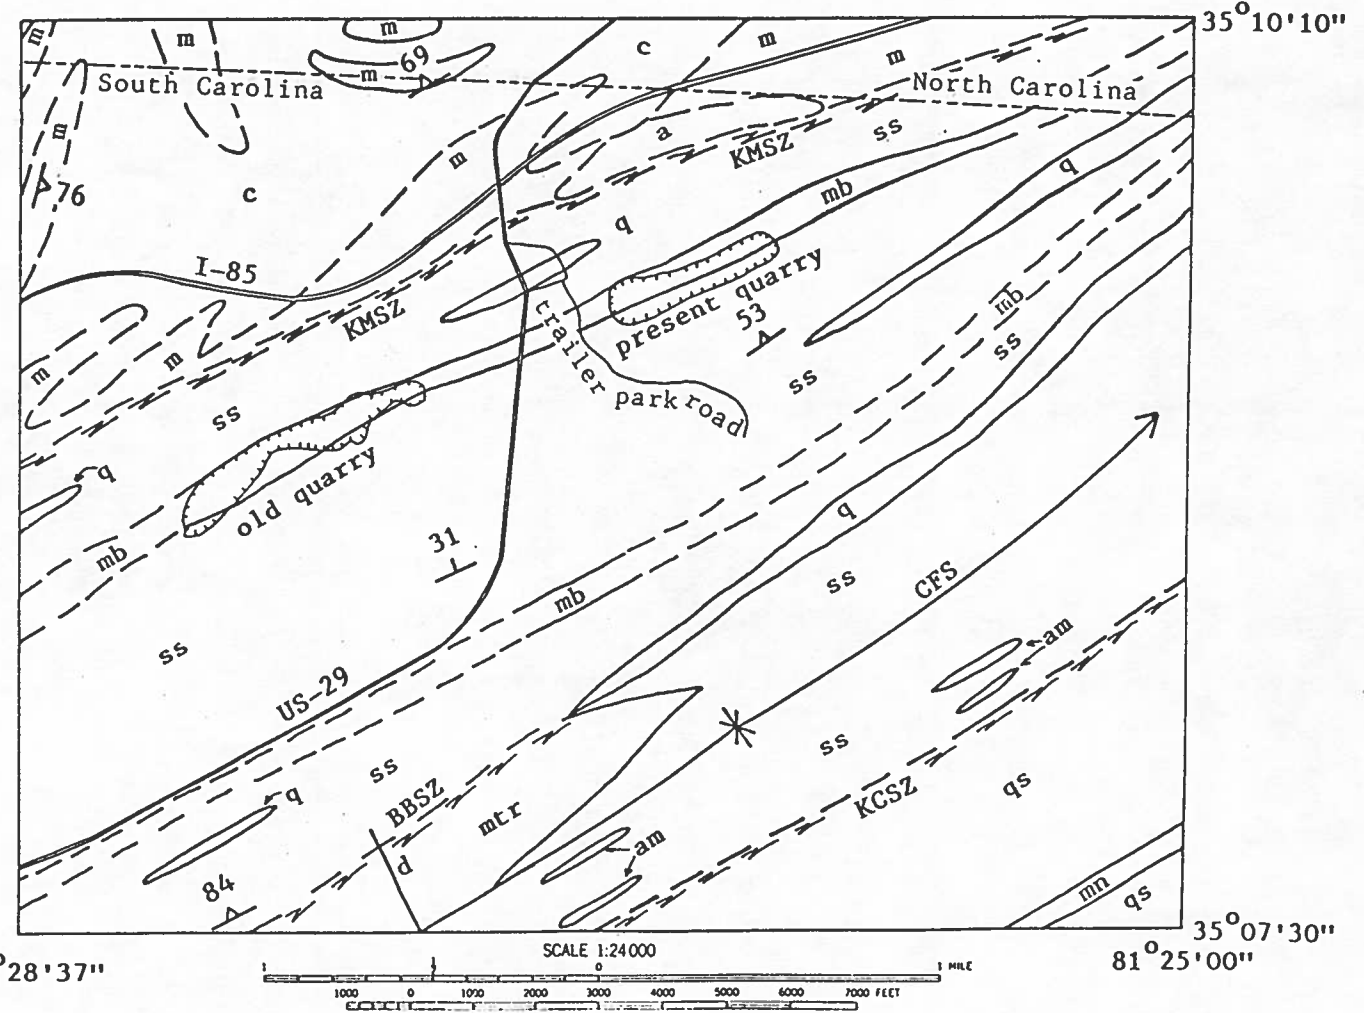 35°10'10"
m
m
m
c
m
69
m
m
South Carolina
North Carolina
m
a
ss
KMSZ
m
q
76
c
mb
q
I-85
KMSZ
present quarry
53
trailer park road
mb
ss
m
m
ss
ss
q
old quarry
q
31
mb
ss
CFS
mb
am
ss
US-29
ss
ss
q
BBSZ
mtr
KCSZ
qs
am
d
84
mn
qs
35°07'30"
°28'37"
81°25'00"
SCALE 1:24000
1
0
1 MILE
1000 0 1000 2000 3000 4000 5000 6000 7000 FEET